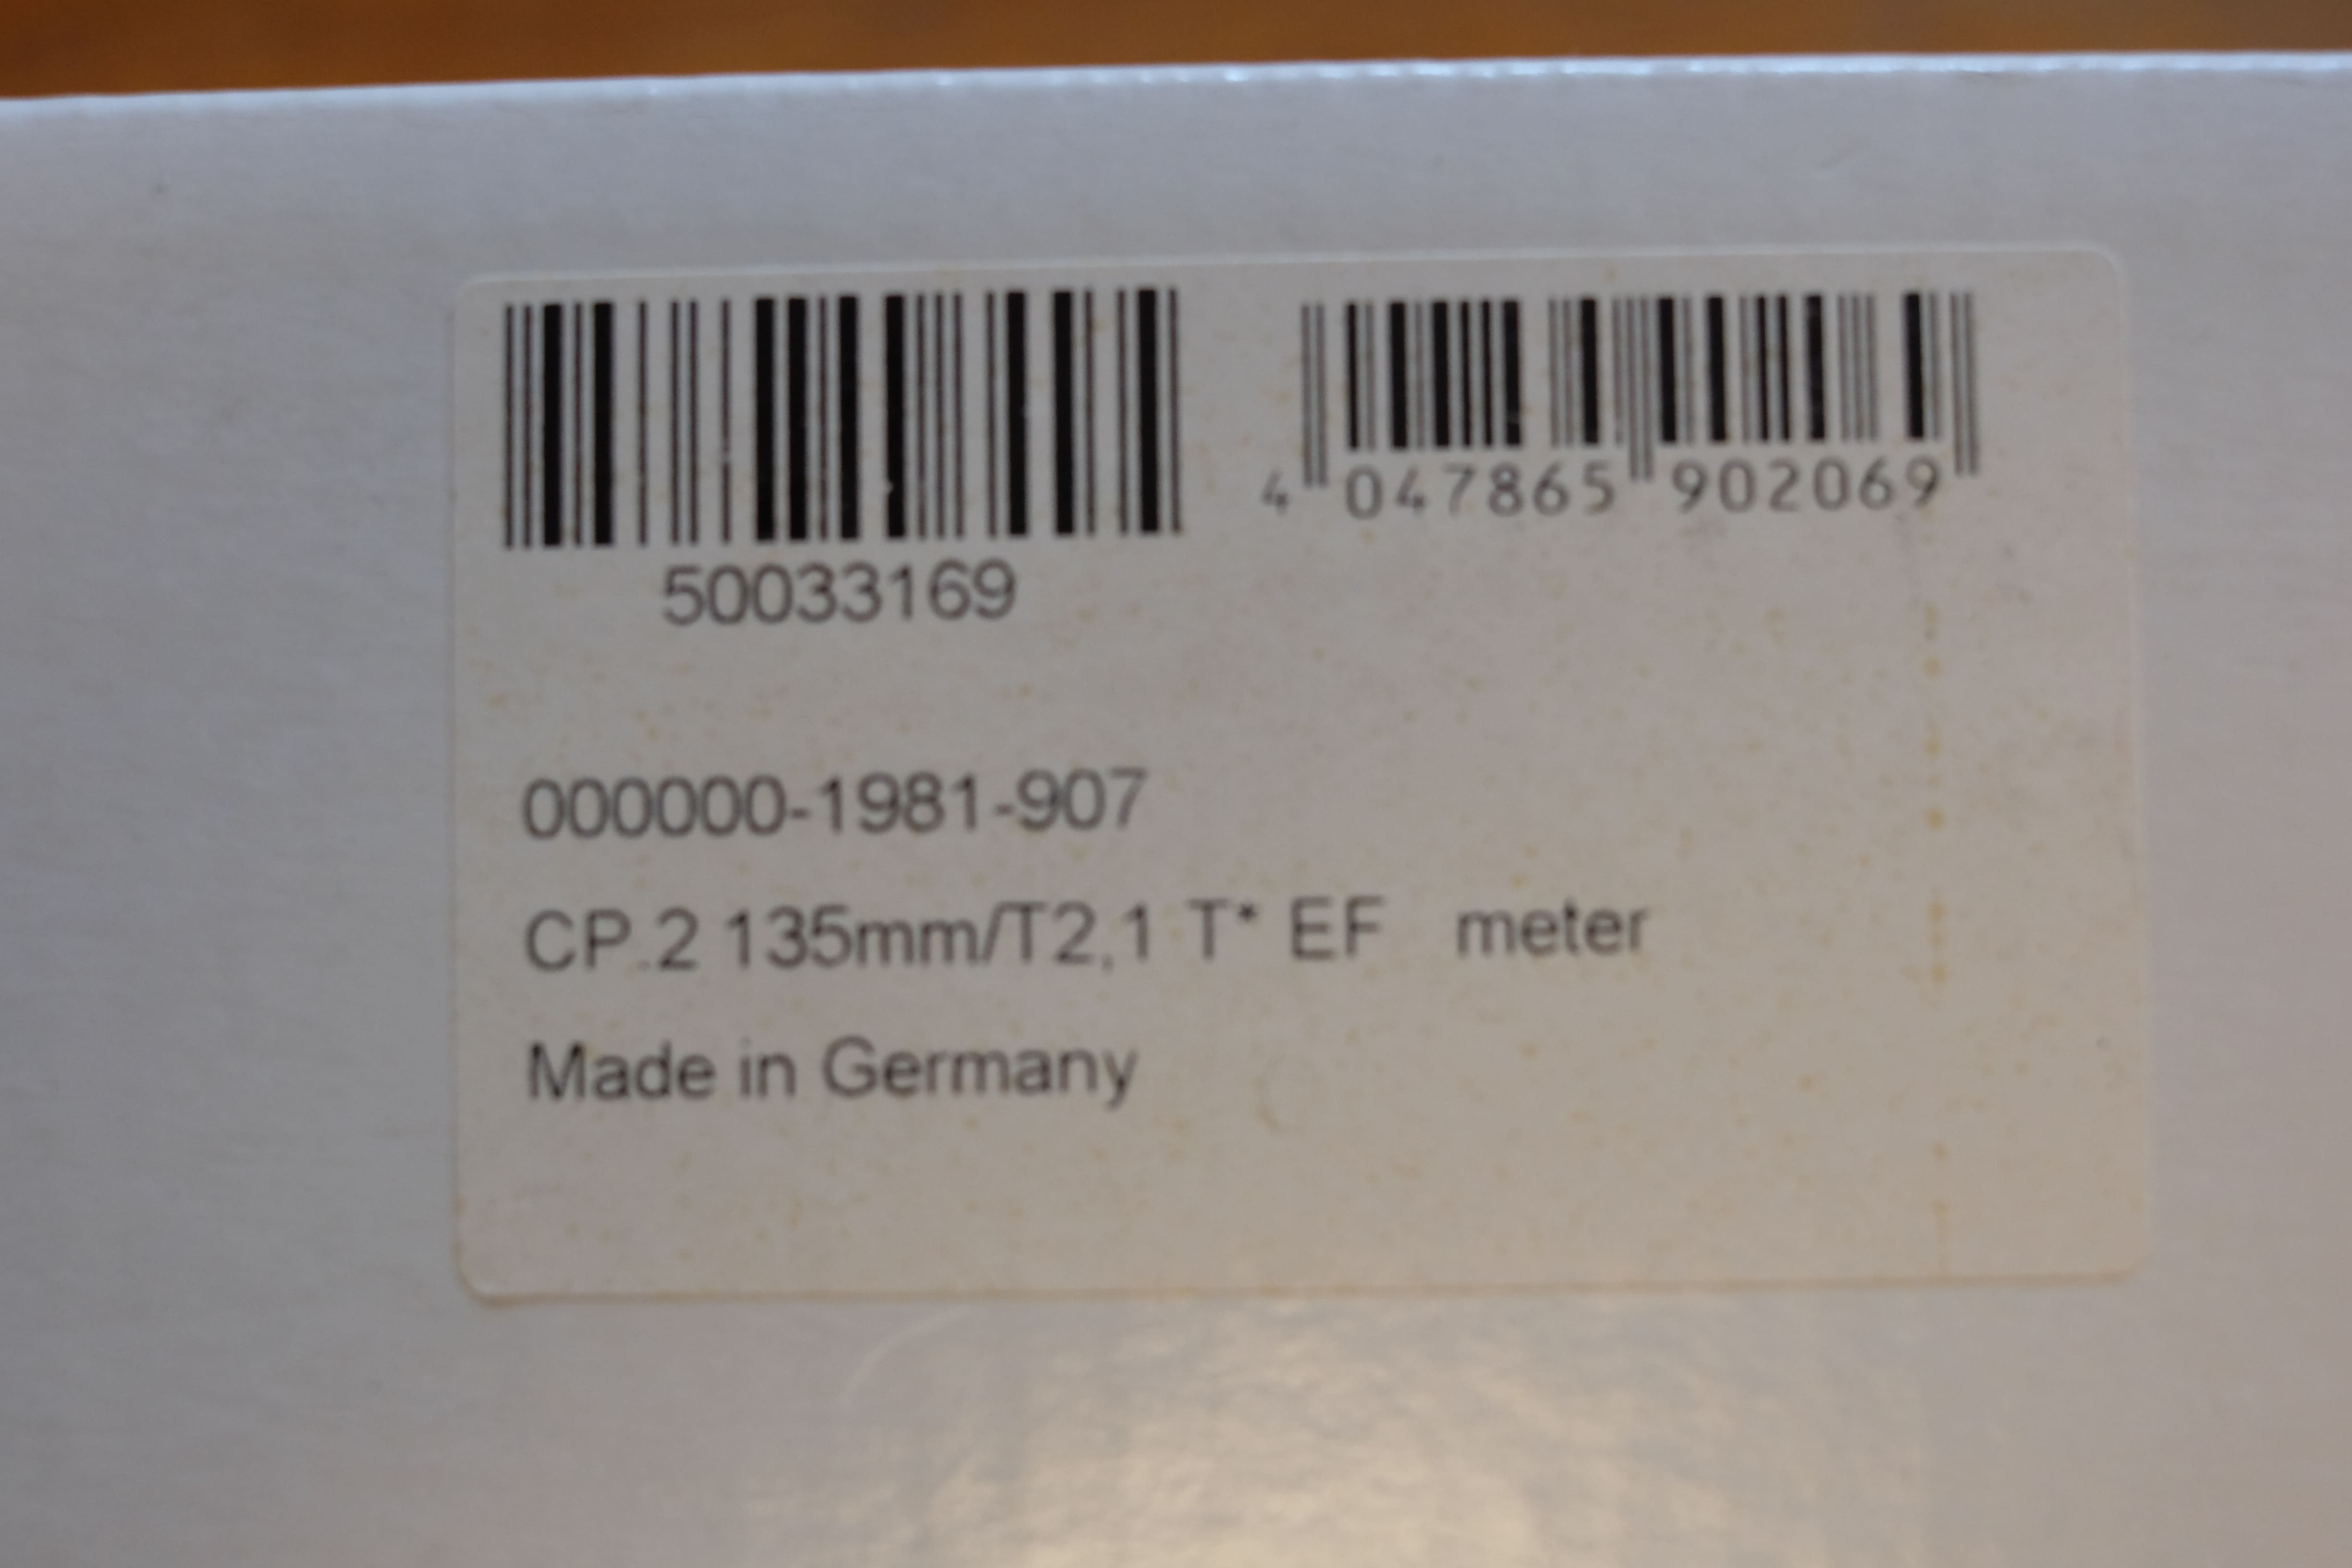 50033169
4 047865 902069
000000-1981-907
CP.2 135mm/T2,1 T* EF meter
Made in Germany